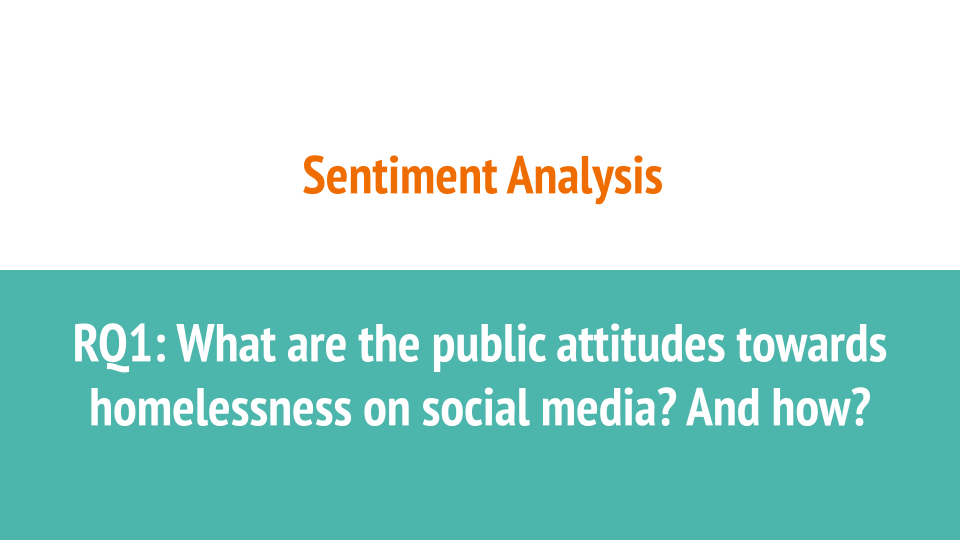 Sentiment Analysis
RQ1: What are the public attitudes towards
homelessness on social media? And how?